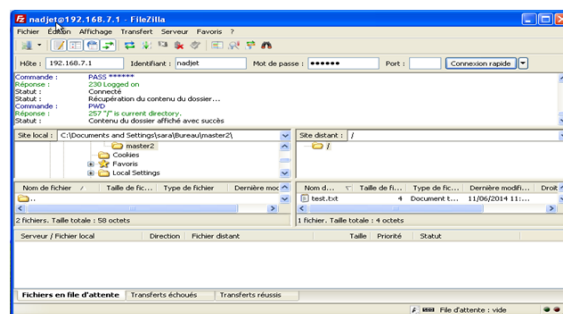 nadjet@192.168.7.1 - FileZilla
Fichier Edition Affichage Transfert Serveur Favoris ?
Hôte : 192.168.7.1 Identifiant : nadjet Mot de passe : •••••• Port : Connexion rapide
Commande : PASS ******
Réponse : 230 Logged on
Statut : Connecté
Statut : Récupération du contenu du dossier...
Commande : PWD
Réponse : 257 "/" is current directory.
Statut : Contenu du dossier affiché avec succès
Site local : C:\Documents and Settings\sara\Bureau\master2\ Site distant : /
master2 /
Cookies
Favoris
Local Settings
Nom de fichier / Taille de fic... Type de fichier Dernière moc Nom d... Taille de fi... Type de fic... Dernière modifi... Droit
.. test.txt 4 Document t... 11/06/2014 11:...
2 fichiers. Taille totale : 58 octets 1 fichier. Taille totale : 4 octets
Serveur / Fichier local Direction Fichier distant Taille Priorité Statut
Fichiers en file d'attente Transferts échoués Transferts réussis
File d'attente : vide